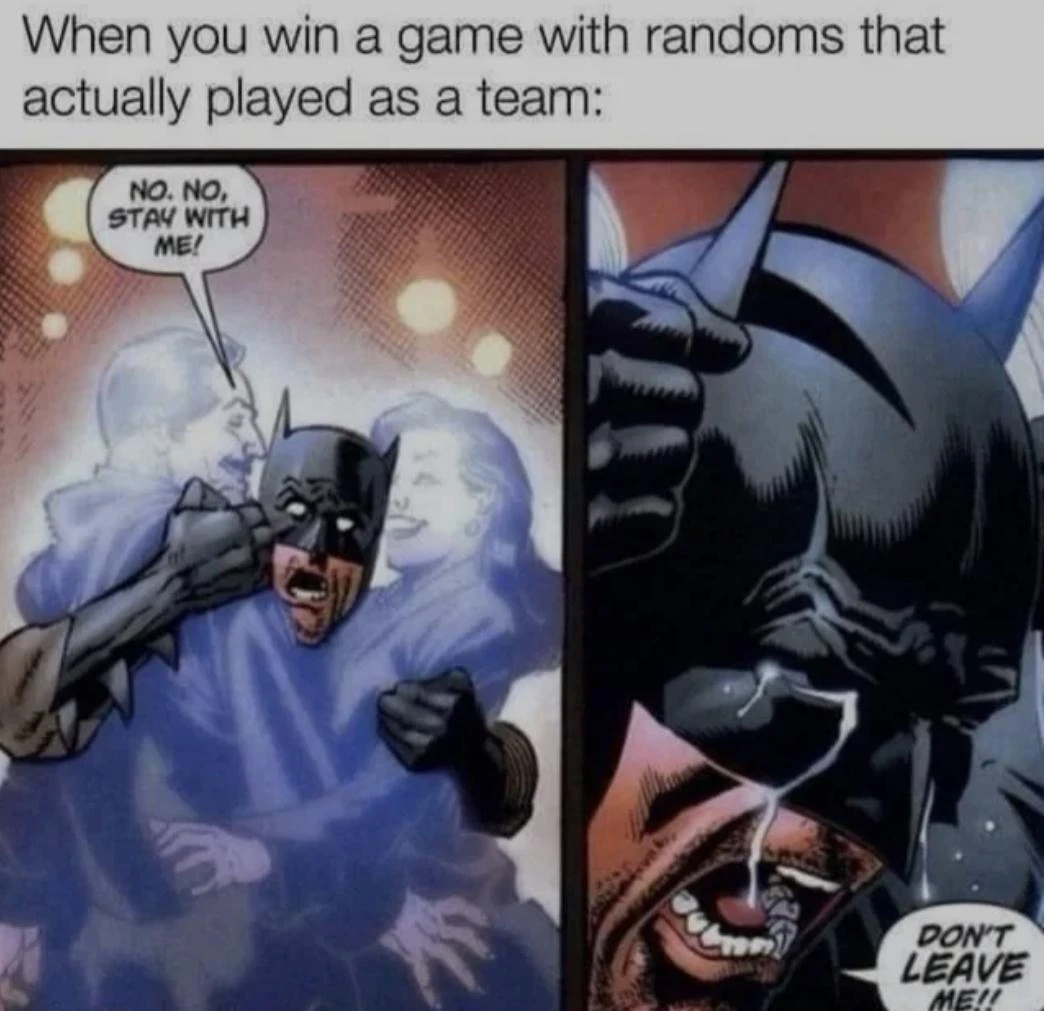 When you win a game with randoms that
actually played as a team:
NO. NO,
STAY WITH
ME!
DON'T
LEAVE
ME!!